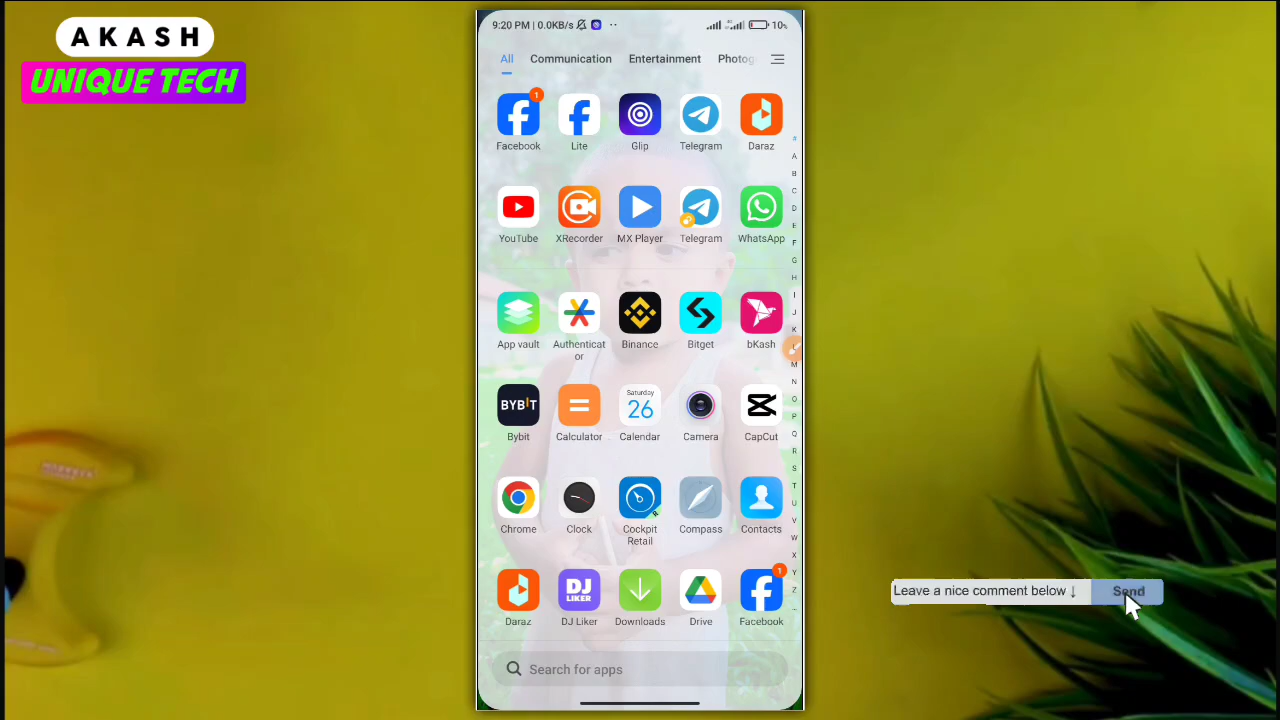 AKASH
UNIQUE TECH
9:20 PM | 0.0KB/s
10%
All Communication Entertainment Photog
Facebook Lite Glip Telegram Daraz
1
YouTube XRecorder MX Player Telegram WhatsApp
App vault Authenticat
or Binance Bitget bKash
BYBIT
Saturday
26
Bybit Calculator Calendar Camera CapCut
Chrome Clock Cockpit
Retail Compass Contacts
DJ
LIKER
1
Daraz DJ Liker Downloads Drive Facebook
Search for apps
#
A
B
C
D
E
F
G
H
I
J
K
L
M
N
O
P
Q
R
S
T
U
V
W
X
Y
Z
Leave a nice comment below ↓ Send